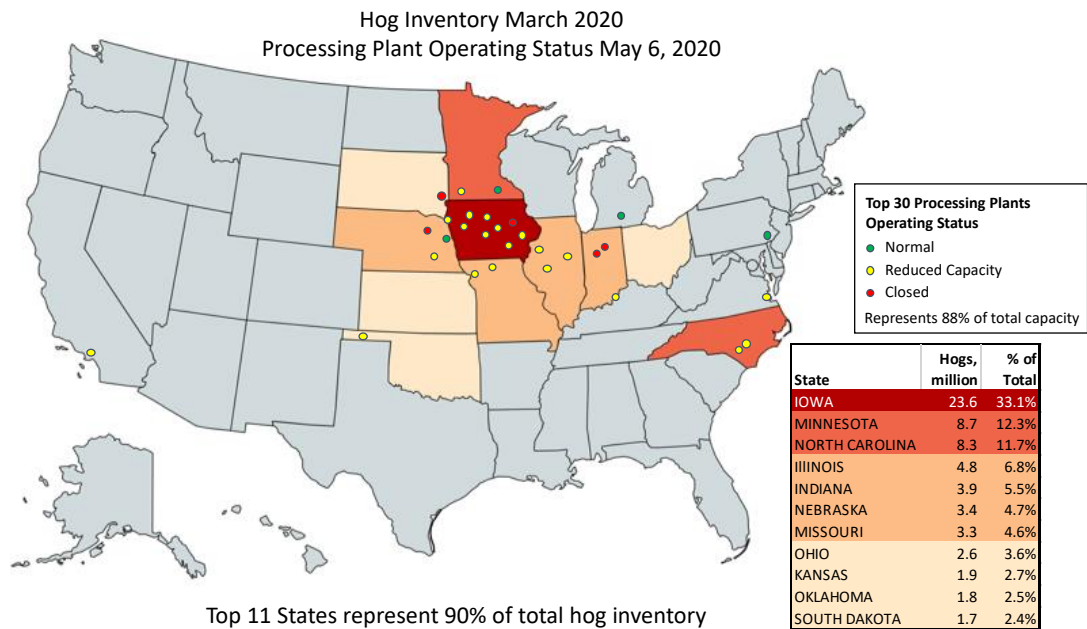 Hog Inventory March 2020
Processing Plant Operating Status May 6, 2020
Top 30 Processing Plants
Operating Status
Normal
Reduced Capacity
Closed
Represents 88% of total capacity
State Hogs, million % of Total
IOWA 23.6 33.1%
MINNESOTA 8.7 12.3%
NORTH CAROLINA 8.3 11.7%
IllINOIS 4.8 6.8%
INDIANA 3.9 5.5%
NEBRASKA 3.4 4.7%
MISSOURI 3.3 4.6%
OHIO 2.6 3.6%
KANSAS 1.9 2.7%
OKLAHOMA 1.8 2.5%
SOUTH DAKOTA 1.7 2.4%
Top 11 States represent 90% of total hog inventory